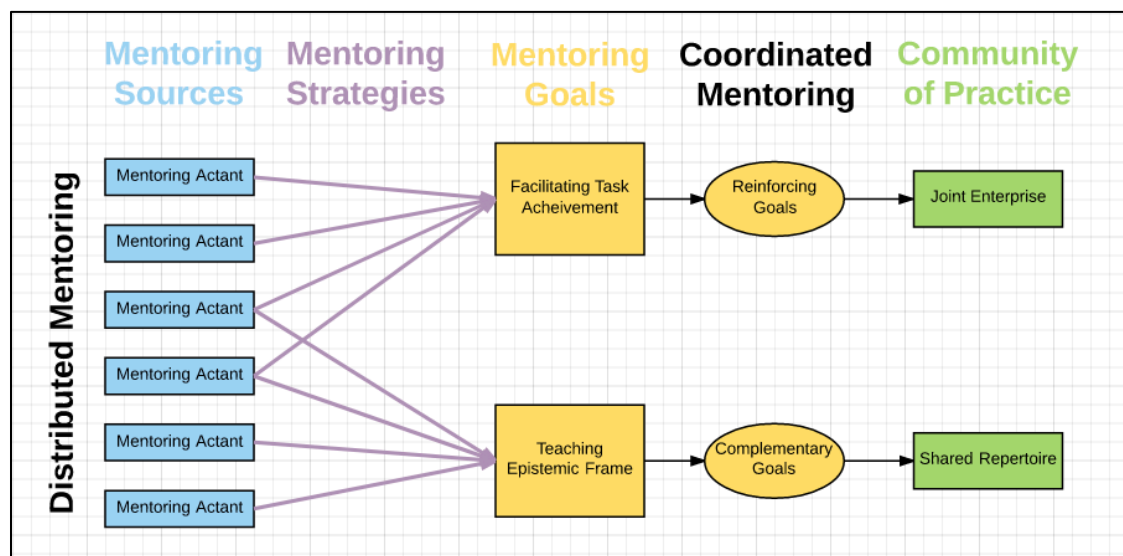 Mentoring
Sources
Mentoring
Strategies
Mentoring
Goals
Coordinated
Mentoring
Community
of Practice
Distributed Mentoring
Mentoring Actant
Mentoring Actant
Mentoring Actant
Mentoring Actant
Mentoring Actant
Mentoring Actant
Facilitating Task
Acheivement
Reinforcing
Goals
Joint Enterprise
Teaching
Epistemic Frame
Complementary
Goals
Shared Repertoire